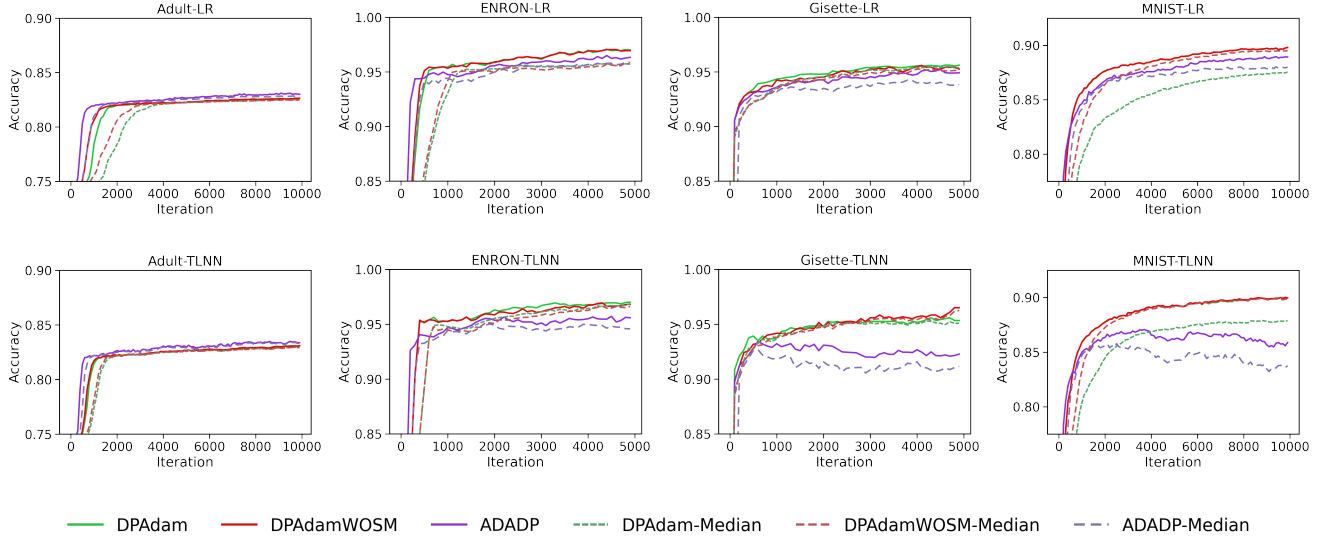 Adult-LR
0.90
0.85
0.80
0.75
Accuracy
0 2000 4000 6000 8000 10000
Iteration
ENRON-LR
1.00
0.95
0.90
0.85
Accuracy
0 1000 2000 3000 4000 5000
Iteration
Gisette-LR
1.00
0.95
0.90
0.85
Accuracy
0 1000 2000 3000 4000 5000
Iteration
MNIST-LR
0.90
0.85
0.80
Accuracy
0 2000 4000 6000 8000 10000
Iteration
Adult-TLNN
0.90
0.85
0.80
0.75
Accuracy
0 2000 4000 6000 8000 10000
Iteration
ENRON-TLNN
1.00
0.95
0.90
0.85
Accuracy
0 1000 2000 3000 4000 5000
Iteration
Gisette-TLNN
1.00
0.95
0.90
0.85
Accuracy
0 1000 2000 3000 4000 5000
Iteration
MNIST-TLNN
0.90
0.85
0.80
Accuracy
0 2000 4000 6000 8000 10000
Iteration
DPAdam DPAdamWOSM ADADP DPAdam-Median DPAdamWOSM-Median ADADP-Median